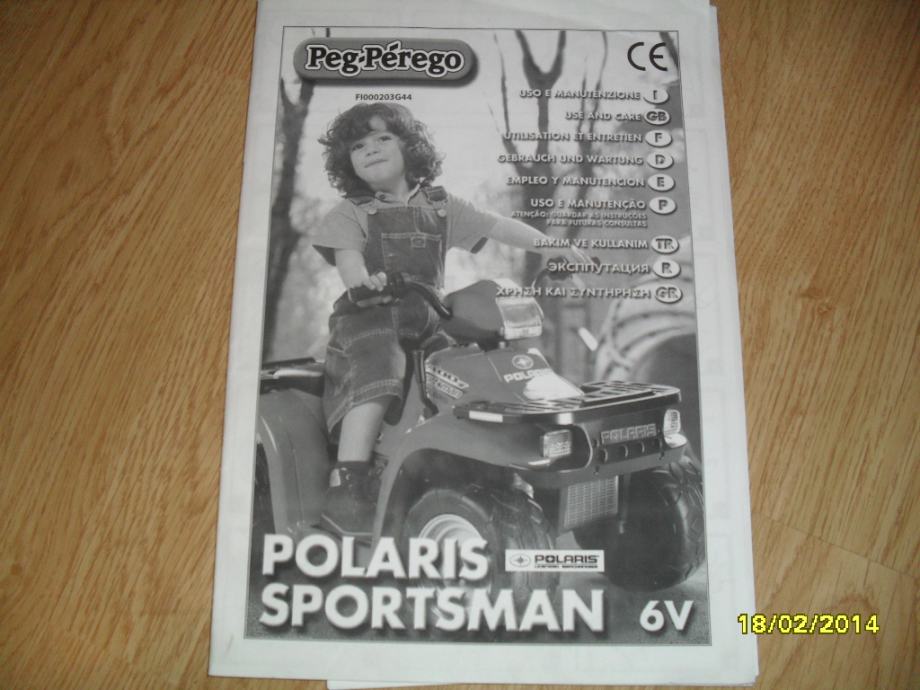 Peg-Pérego
CE
FI000203G44
USO E MANUTENZIONE I
USE AND CARE GB
UTILISATION ET ENTRETIEN F
GEBRAUCH UND WARTUNG D
EMPLEO Y MANUTENCION E
USO E MANUTENÇÃO P
ATENÇÃO: GUARDAR AS INSTRUÇÕES
PARA FUTURAS CONSULTAS
BAKIM VE KULLANIM TR
ЭКСППУТАЦИЯ R
ΧΡΗΣΗ ΚΑΙ ΣΥΝΤΗΡΗΣΗ GR
POLARIS
POLARIS
POLARIS
SPORTSMAN
POLARIS
6V
18/02/2014